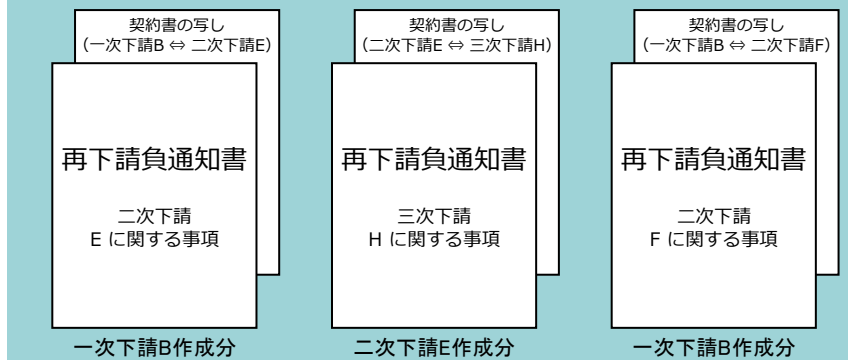 契約書の写し
（一次下請B ⇔ 二次下請E）
再下請負通知書
二次下請
E に関する事項
一次下請B作成分
契約書の写し
（二次下請E ⇔ 三次下請H）
再下請負通知書
三次下請
H に関する事項
二次下請E作成分
契約書の写し
（一次下請B ⇔ 二次下請F）
再下請負通知書
二次下請
F に関する事項
一次下請B作成分